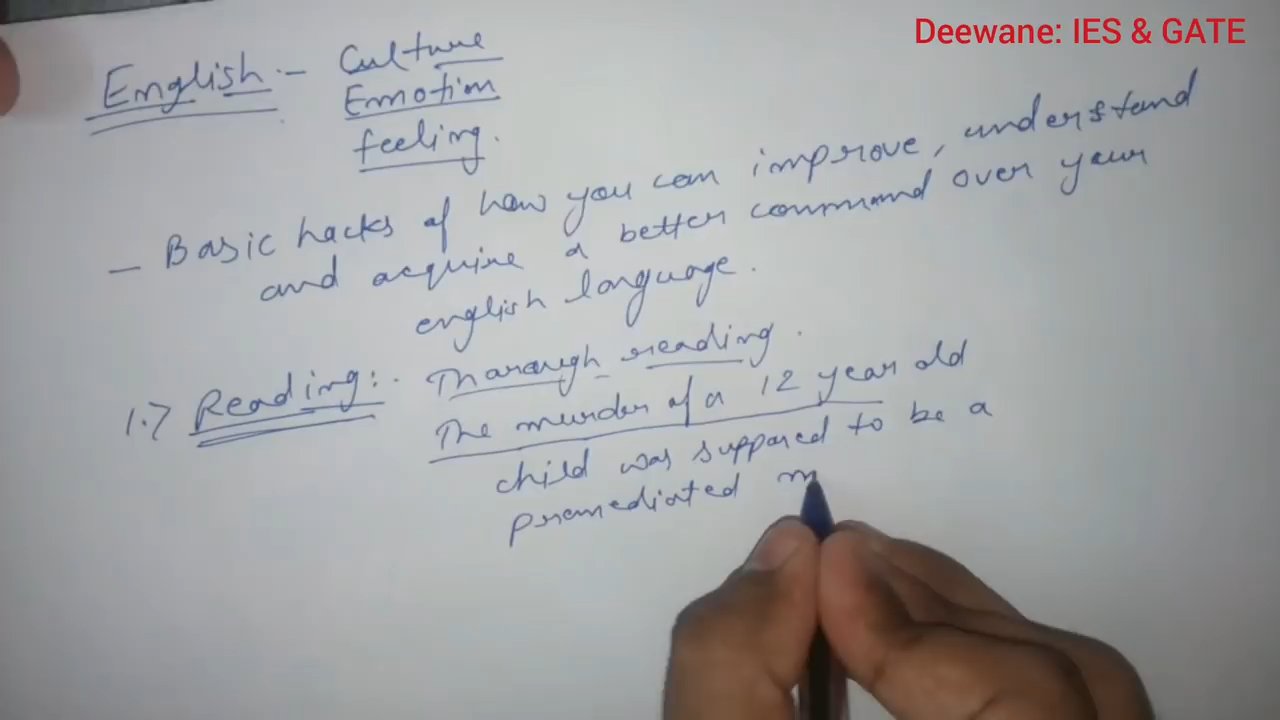 Deewane: IES & GATE
English:- Culture
Emotion
feeling.
- Basic hacks of how you can improve, understand
and acquire a better command over your
english language.
1.) Reading:- Thorough reading.
The murder of a 12 year old
child was supposed to be a
premediated m